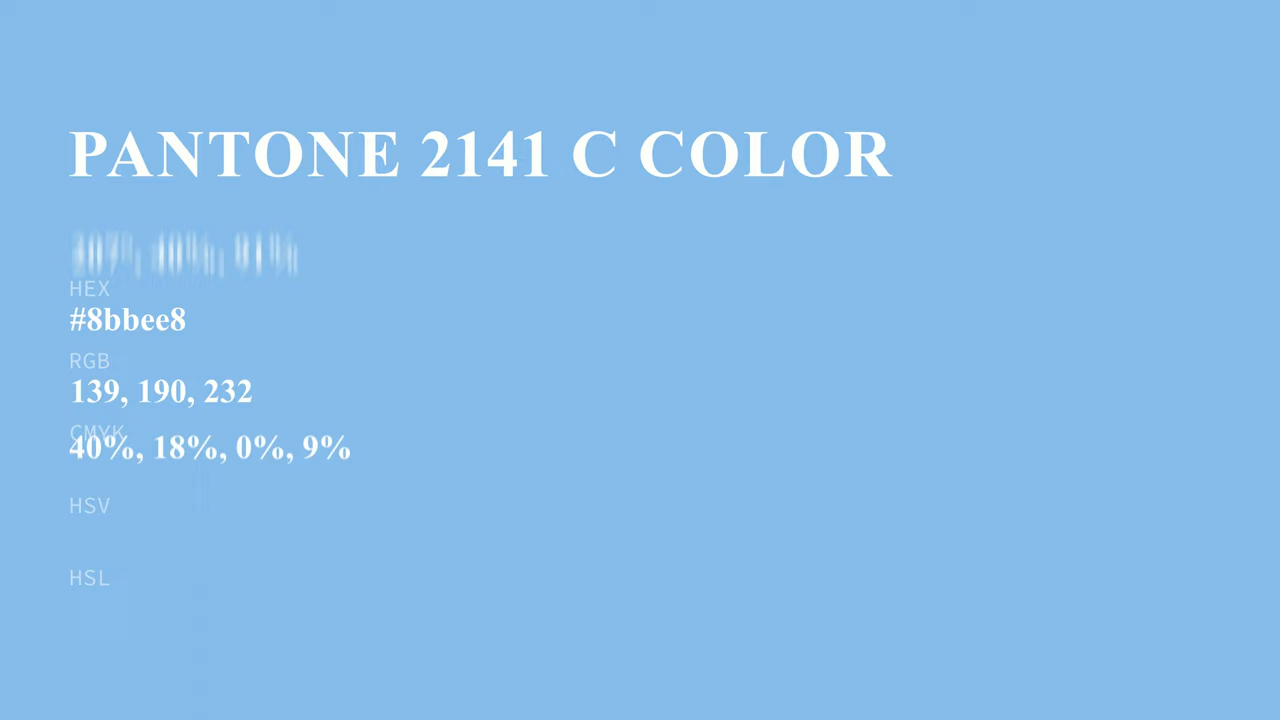 PANTONE 2141 C COLOR
HEX
#8bbee8
RGB
139, 190, 232
CMYK
40%, 18%, 0%, 9%
HSV
HSL